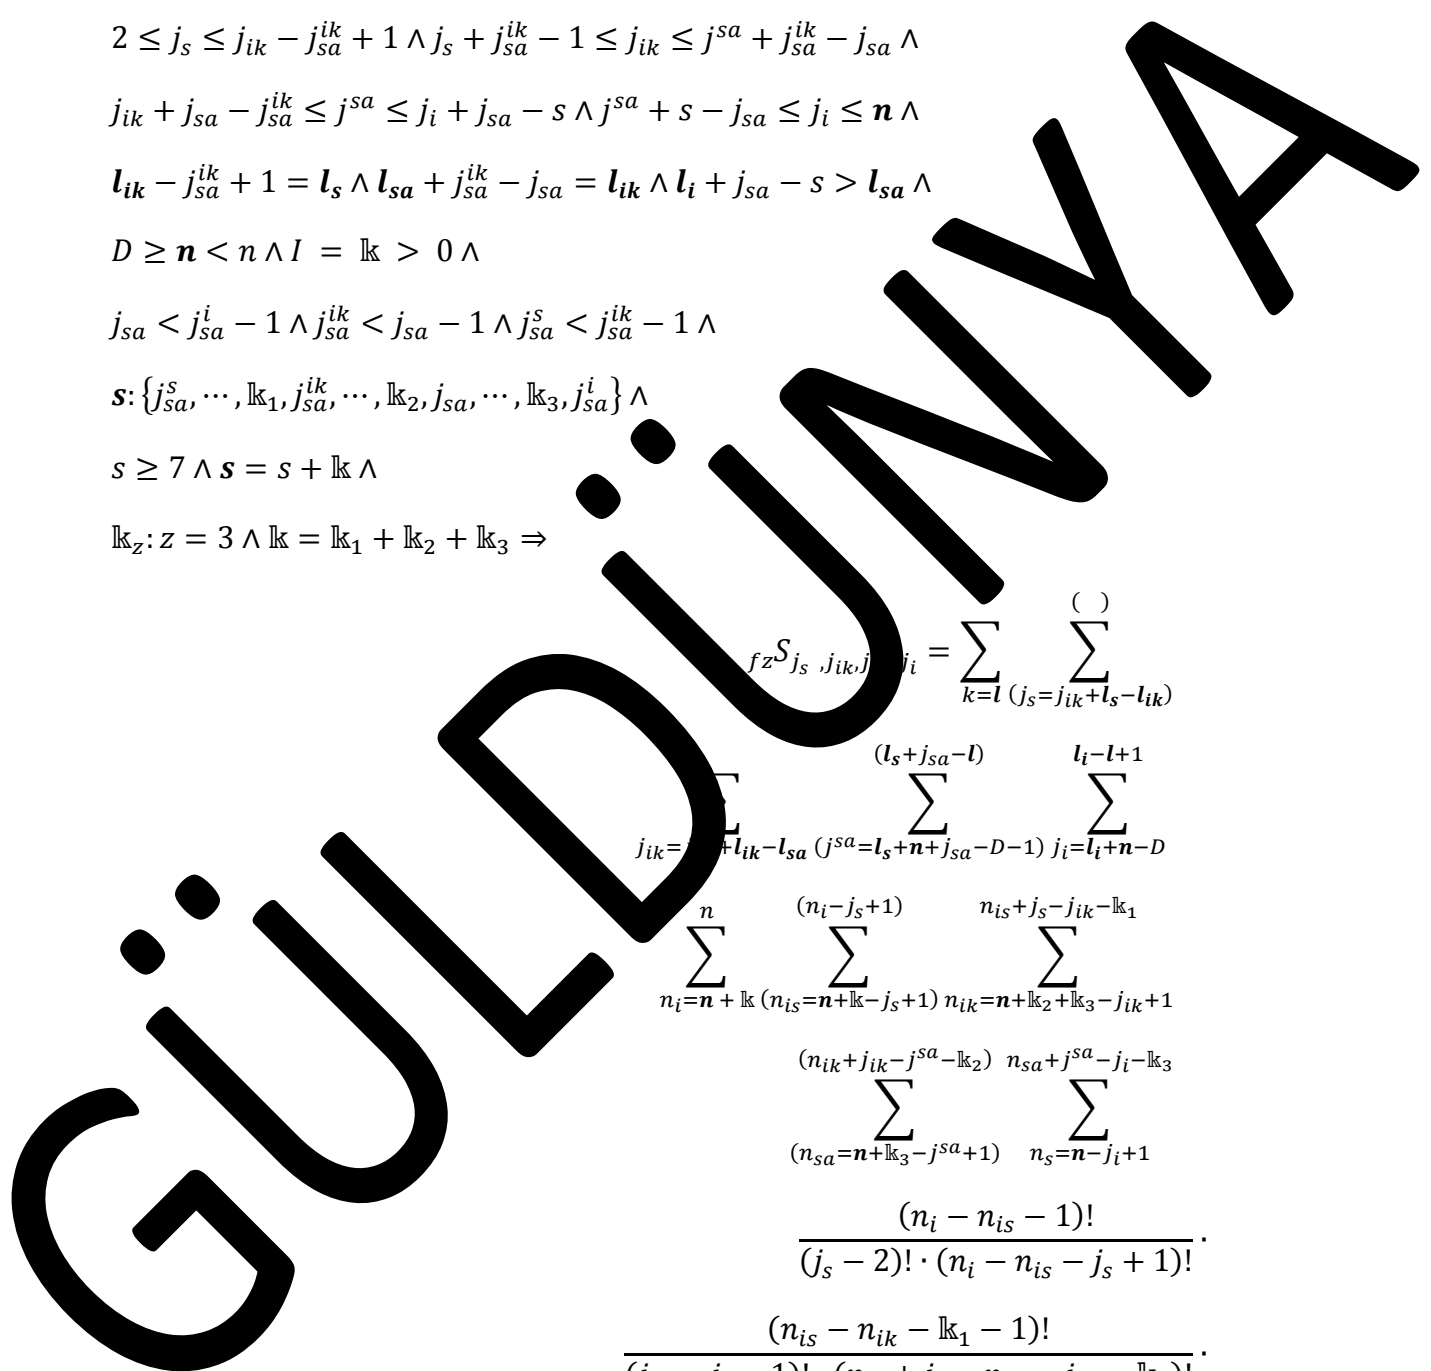 2 ≤ j_s ≤ j_{ik} − j_{sa}^{ik} + 1 ∧ j_s + j_{sa}^{ik} − 1 ≤ j_{ik} ≤ j^{sa} + j_{sa}^{ik} − j_{sa} ∧
j_{ik} + j_{sa} − j_{sa}^{ik} ≤ j^{sa} ≤ j_i + j_{sa} − s ∧ j^{sa} + s − j_{sa} ≤ j_i ≤ n ∧
l_{ik} − j_{sa}^{ik} + 1 = l_s ∧ l_{sa} + j_{sa}^{ik} − j_{sa} = l_{ik} ∧ l_i + j_{sa} − s > l_{sa} ∧
D ≥ n < n ∧ I = 𝕜 > 0 ∧
j_{sa} < j_{sa}^i − 1 ∧ j_{sa}^{ik} < j_{sa} − 1 ∧ j_{sa}^s < j_{sa}^{ik} − 1 ∧
s: {j_{sa}^s, ⋯, 𝕜_1, j_{sa}^{ik}, ⋯, 𝕜_2, j_{sa}, ⋯, 𝕜_3, j_{sa}^i} ∧
s ≥ 7 ∧ s = s + 𝕜 ∧
𝕜_z: z = 3 ∧ 𝕜 = 𝕜_1 + 𝕜_2 + 𝕜_3 ⇒
( )
_{fz}S_{j_s ,j_{ik},j j_i} = ∑ ∑
k=l (j_s=j_{ik}+l_s−l_{ik})
(l_s+j_{sa}−l) l_i−l+1
∑ ∑ ∑
j_{ik}= +l_{ik}−l_{sa} (j^{sa}=l_s+n+j_{sa}−D−1) j_i=l_i+n−D
n (n_i−j_s+1) n_{is}+j_s−j_{ik}−𝕜_1
∑ ∑ ∑
n_i=n+𝕜 (n_{is}=n+𝕜−j_s+1) n_{ik}=n+𝕜_2+𝕜_3−j_{ik}+1
(n_{ik}+j_{ik}−j^{sa}−𝕜_2) n_{sa}+j^{sa}−j_i−𝕜_3
∑ ∑
(n_{sa}=n+𝕜_3−j^{sa}+1) n_s=n−j_i+1
(n_i − n_{is} − 1)!
(j_s − 2)! · (n_i − n_{is} − j_s + 1)! ·
(n_{is} − n_{ik} − 𝕜_1 − 1)!
GÜLDÜNYA